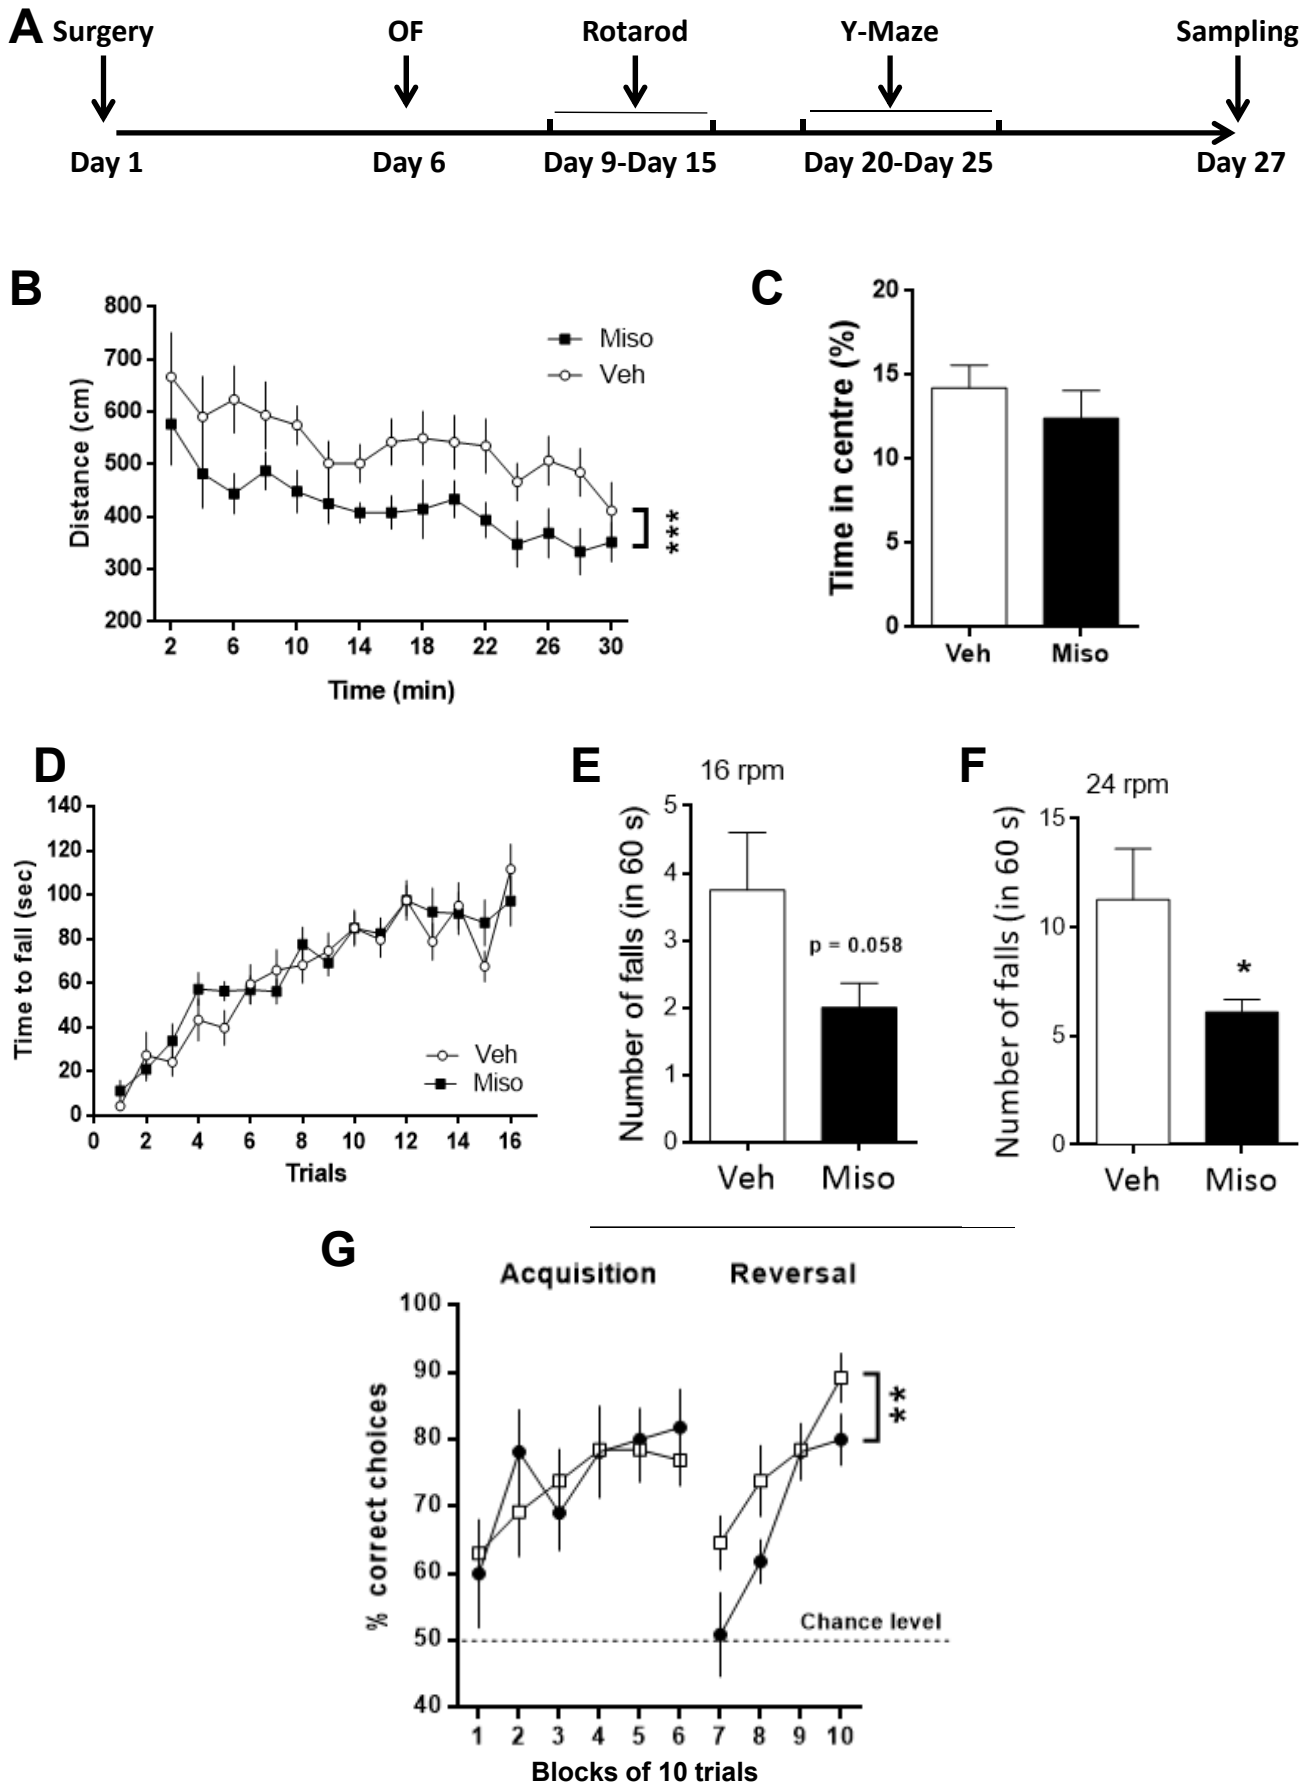 A Surgery OF Rotarod Y-Maze Sampling
Day 1 Day 6 Day 9-Day 15 Day 20-Day 25 Day 27
B
800
700
600
500
400
300
200
Distance (cm)
Miso
Veh
***
2 6 10 14 18 22 26 30
Time (min)
C
20
15
10
5
0
Time in centre (%)
Veh Miso
D
140
120
100
80
60
40
20
0
Time to fall (sec)
Veh
Miso
0 2 4 6 8 10 12 14 16
Trials
E
16 rpm
5
4
3
2
1
0
Number of falls (in 60 s)
p = 0.058
Veh Miso
F
24 rpm
15
10
5
0
Number of falls (in 60 s)
*
Veh Miso
G
Acquisition Reversal
100
90
80
70
60
50
40
% correct choices
**
Chance level
1 2 3 4 5 6 7 8 9 10
Blocks of 10 trials